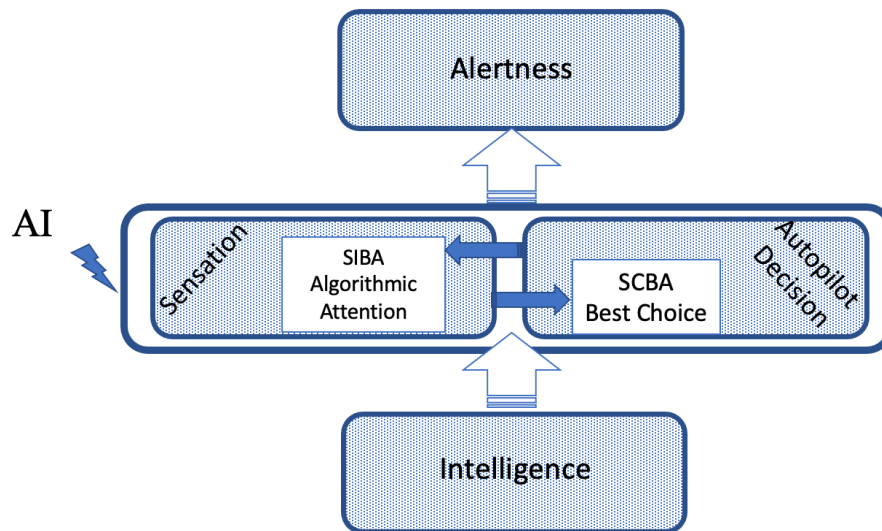 Alertness
AI
Sensation
SIBA
Algorithmic
Attention
SCBA
Best Choice
Autopilot
Decision
Intelligence